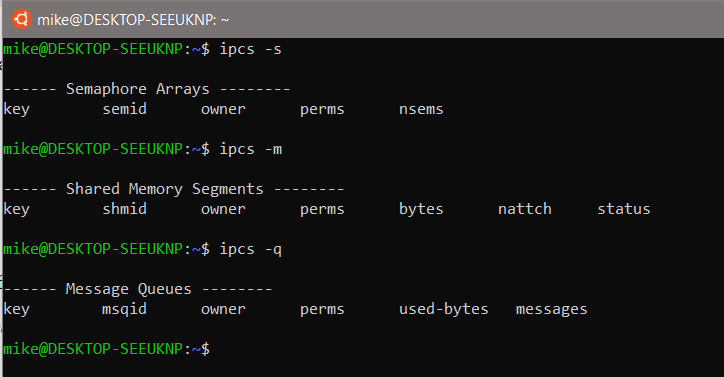 mike@DESKTOP-SEEUKNP: ~
mike@DESKTOP-SEEUKNP:~$ ipcs -s
------ Semaphore Arrays --------
key        semid      owner      perms      nsems
mike@DESKTOP-SEEUKNP:~$ ipcs -m
------ Shared Memory Segments --------
key        shmid      owner      perms      bytes      nattch     status
mike@DESKTOP-SEEUKNP:~$ ipcs -q
------ Message Queues --------
key        msqid      owner      perms      used-bytes   messages
mike@DESKTOP-SEEUKNP:~$